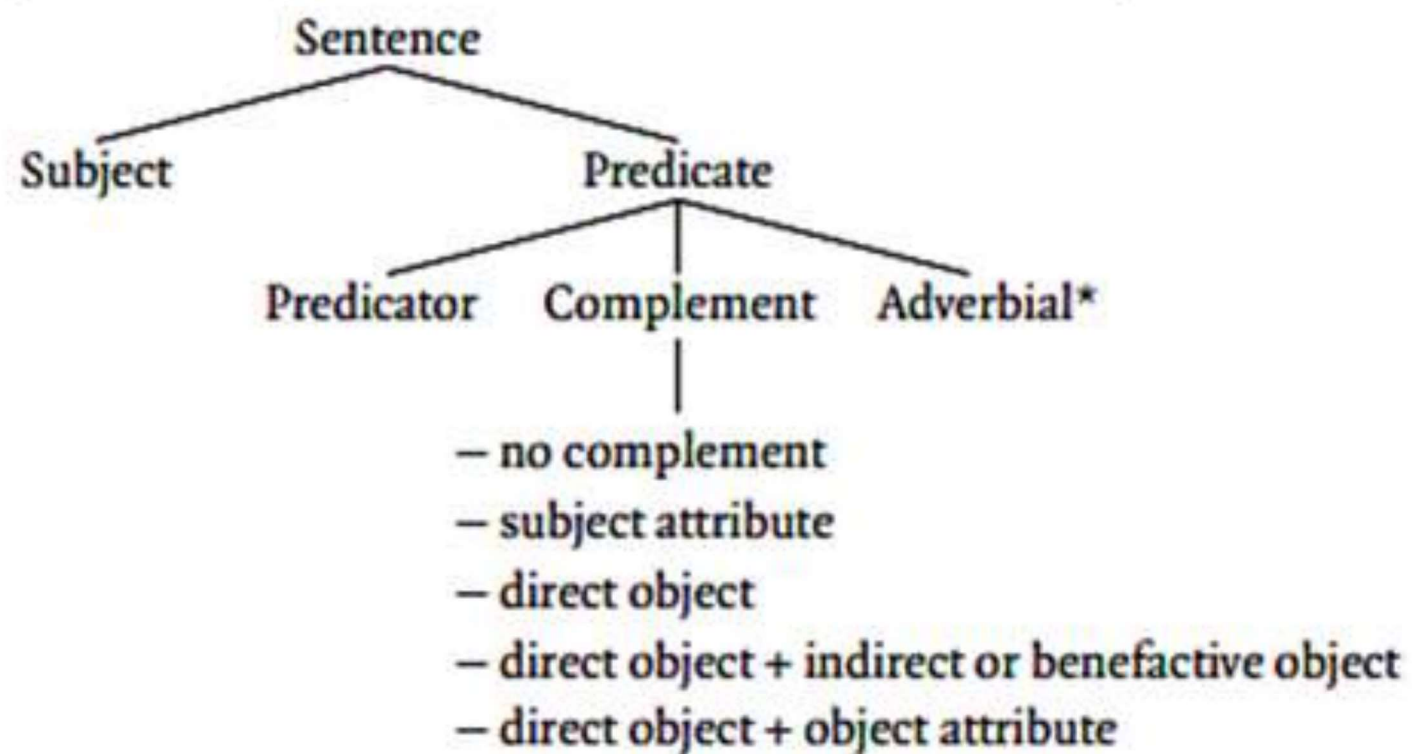 Sentence
Subject Predicate
Predicator Complement Adverbial*
– no complement
– subject attribute
– direct object
– direct object + indirect or benefactive object
– direct object + object attribute